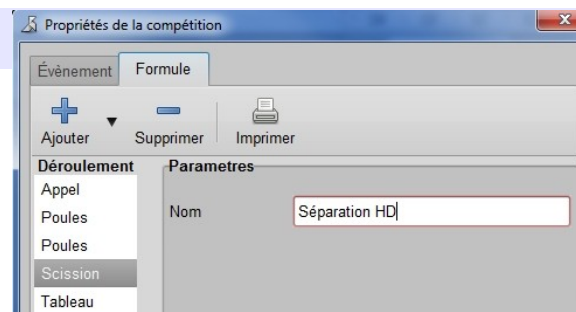 Propriétés de la compétition
Évènement Formule
Ajouter Supprimer Imprimer
Déroulement Parametres
Appel
Nom Séparation HD
Poules
Poules
Scission
Tableau